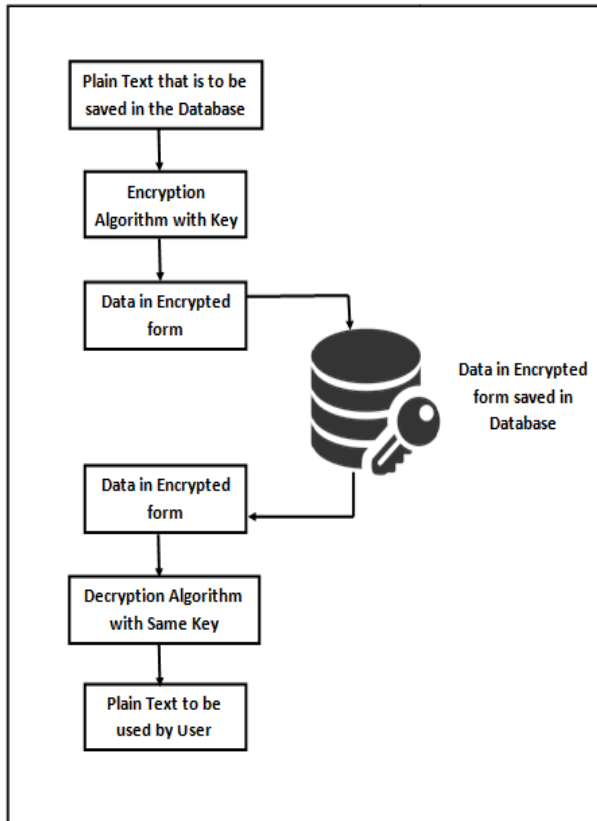 Plain Text that is to be
saved in the Database
Encryption
Algorithm with Key
Data in Encrypted
form
Data in Encrypted
form saved in
Database
Data in Encrypted
form
Decryption Algorithm
with Same Key
Plain Text to be
used by User